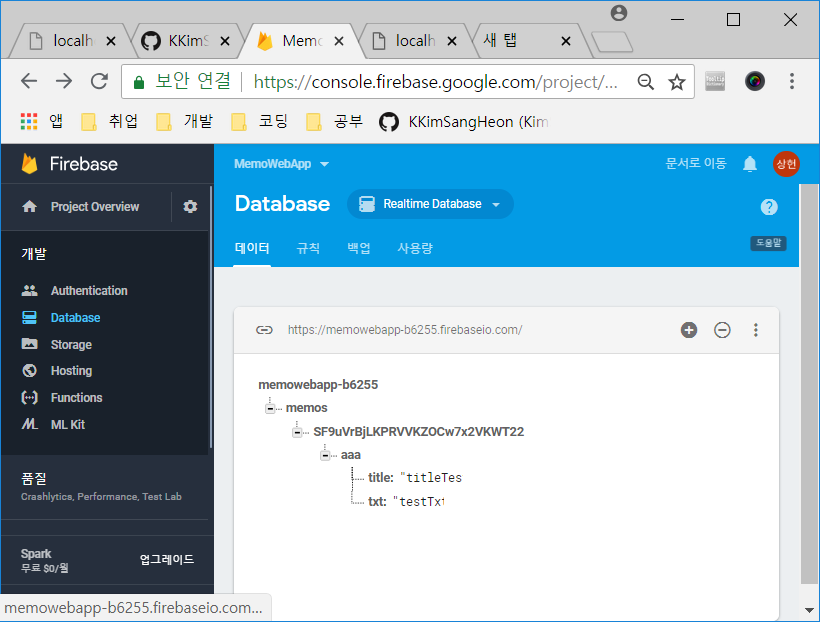 localh KKimS Memo localh 새 탭
보안 연결 https://console.firebase.google.com/project/...
앱 취업 개발 코딩 공부 KKimSangHeon (Kim
Firebase
MemoWebApp 문서로 이동 상헌
Project Overview
Database Realtime Database ?
도움말
데이터 규칙 백업 사용량
개발
Authentication
Database
Storage
Hosting
Functions
ML Kit
품질
Crashlytics, Performance, Test Lab
Spark
무료 $0/월
업그레이드
https://memowebapp-b6255.firebaseio.com/
memowebapp-b6255
memos
SF9uVrBjLKPRVVKZOCw7x2VKWT22
aaa
title: "titleTes
txt: "testTxt
memowebapp-b6255.firebaseio.com...